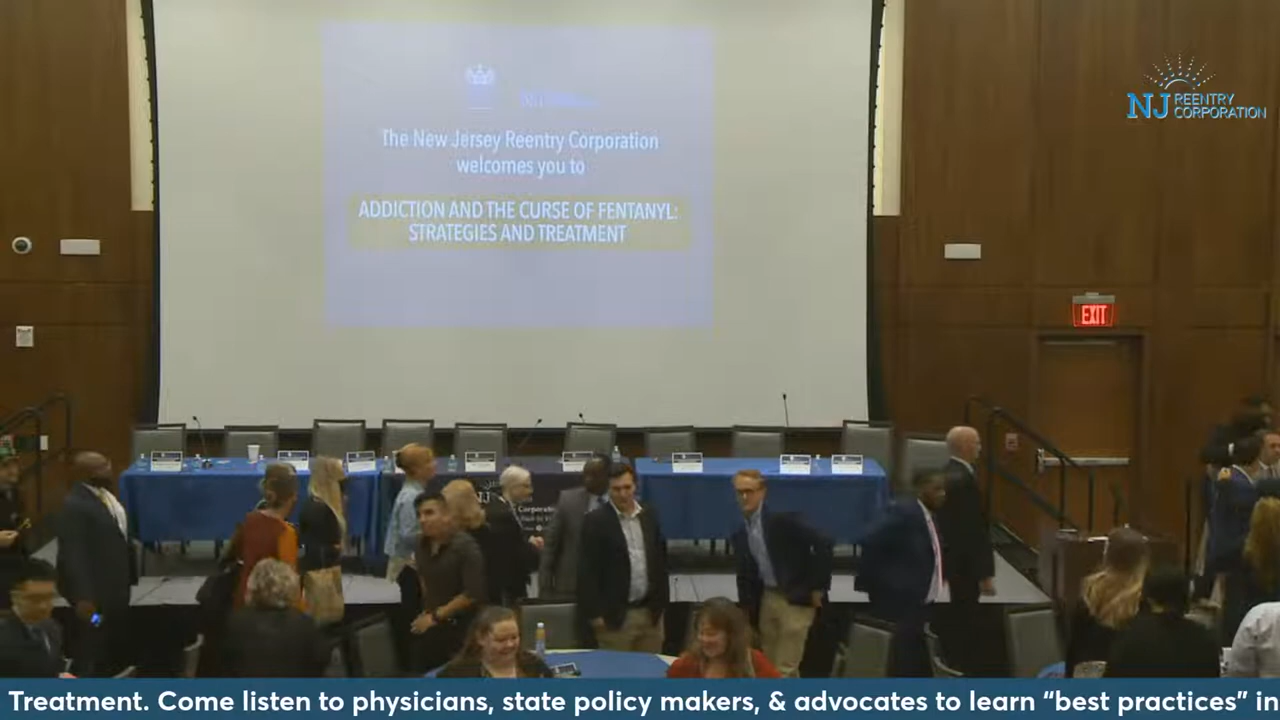 The New Jersey Reentry Corporation
welcomes you to
ADDICTION AND THE CURSE OF FENTANYL:
STRATEGIES AND TREATMENT
NJ REENTRY
CORPORATION
EXIT
NJ
Treatment. Come listen to physicians, state policy makers, & advocates to learn “best practices” in